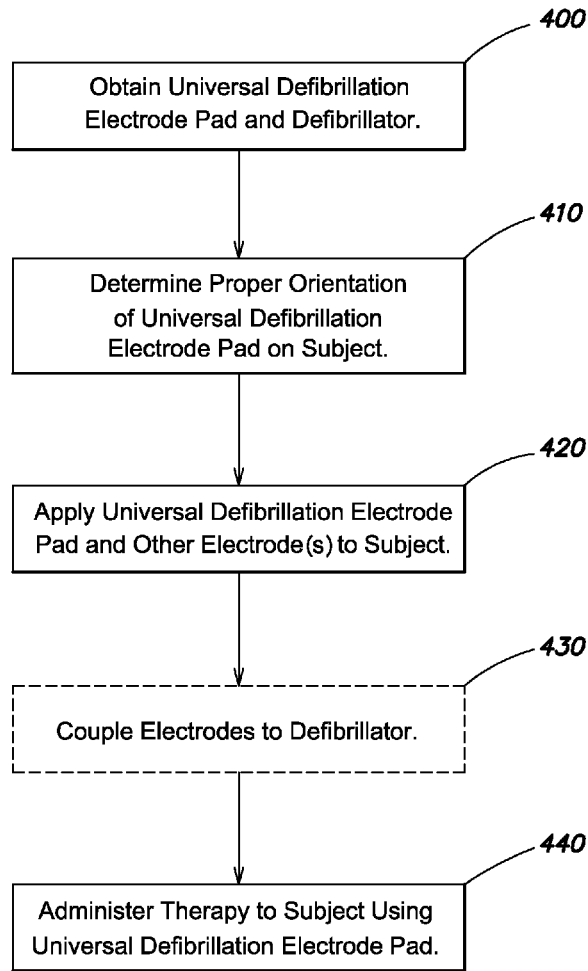 400
Obtain Universal Defibrillation
Electrode Pad and Defibrillator.
410
Determine Proper Orientation
of Universal Defibrillation
Electrode Pad on Subject.
420
Apply Universal Defibrillation Electrode
Pad and Other Electrode(s) to Subject.
430
Couple Electrodes to Defibrillator.
440
Administer Therapy to Subject Using
Universal Defibrillation Electrode Pad.